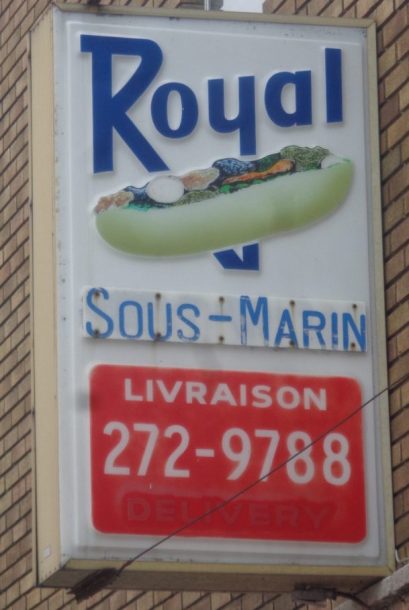 Royal
SOUS-MARIN
LIVRAISON
272-9788
DELIVERY